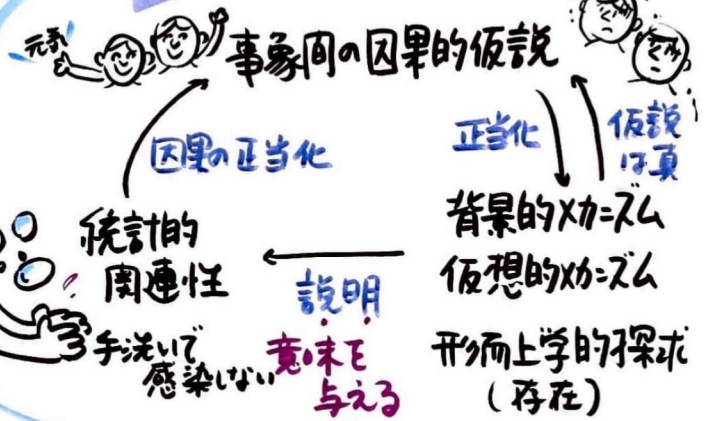 元気
事象間の因果的仮説
因果の正当化
正当化
仮説
は真
統計的
関連性
背景的メカニズム
仮想的メカニズム
説明
手洗いで
感染しない
意味を
与える
形而上学的探求
(存在)